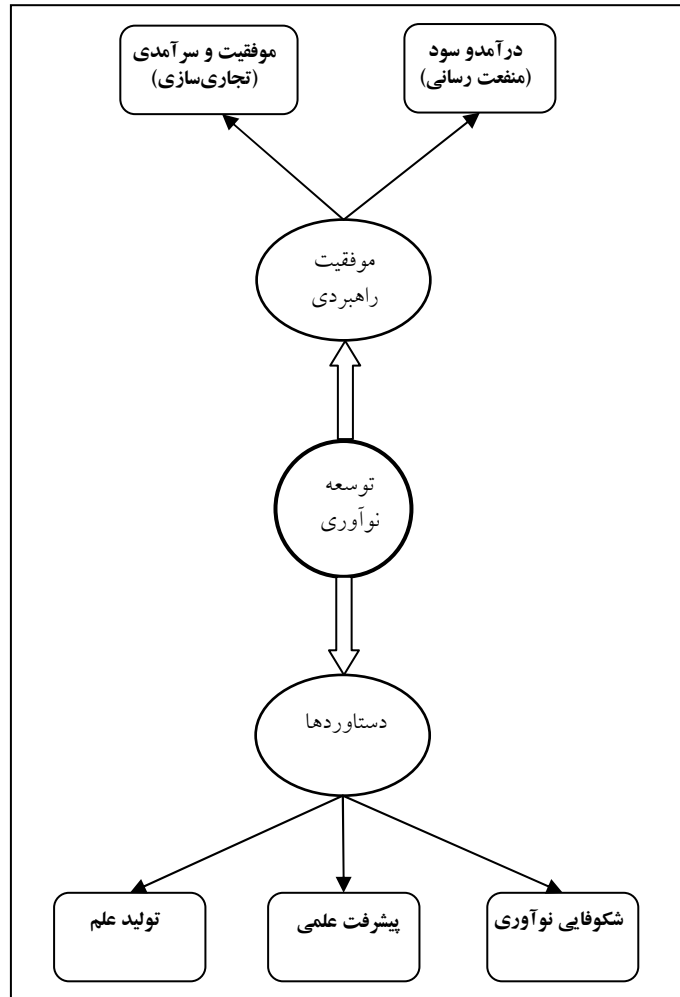 درآمدو سود
(منفعت رسانی)
موفقیت و سرآمدی
(تجاری‌سازی)
موفقیت
راهبردی
توسعه
نوآوری
دستاوردها
شکوفایی نوآوری
پیشرفت علمی
تولید علم